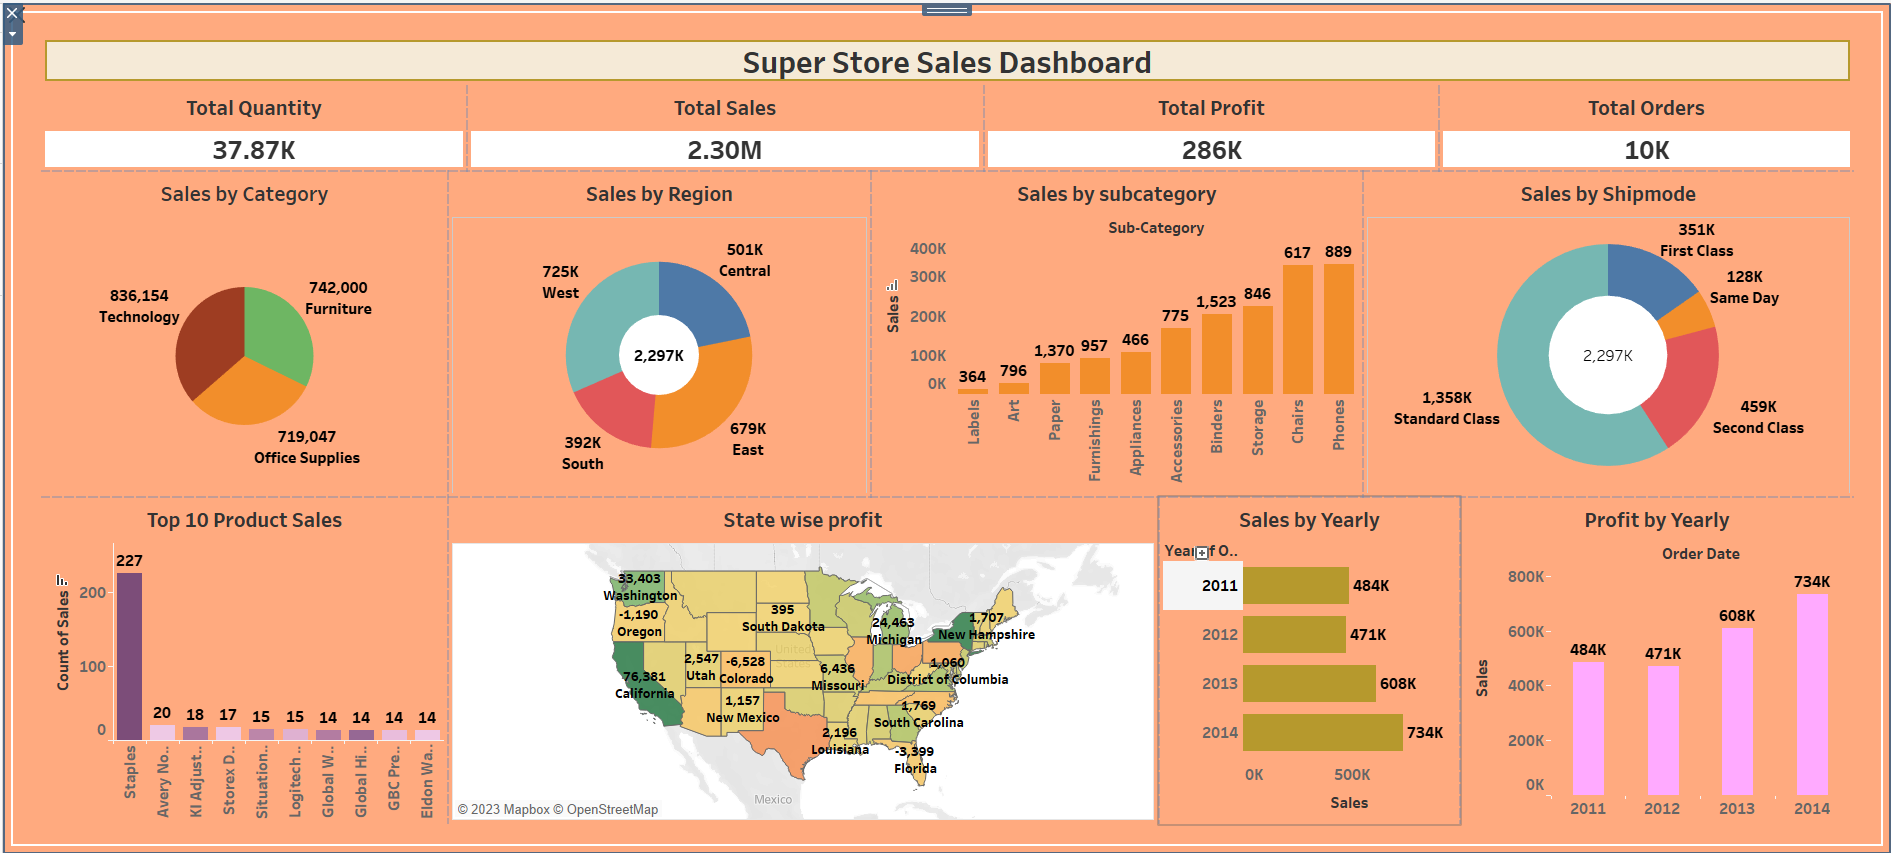 Super Store Sales Dashboard
Total Quantity
37.87K
Total Sales
2.30M
Total Profit
286K
Total Orders
10K
Sales by Category
836,154
Technology
742,000
Furniture
719,047
Office Supplies
Sales by Region
501K
Central
725K
West
2,297K
679K
East
392K
South
Sales by subcategory
Sub-Category
Sales
400K
300K
200K
100K
0K
364
796
1,370
957
466
775
1,523
846
617
889
Labels
Art
Paper
Furnishings
Appliances
Accessories
Binders
Storage
Chairs
Phones
Sales by Shipmode
351K
First Class
128K
Same Day
2,297K
1,358K
Standard Class
459K
Second Class
Top 10 Product Sales
Count of Sales
200
100
0
227
20
18
17
15
15
14
14
14
14
Staples
Avery No..
KI Adjust..
Storex D..
Situation..
Logitech ..
Global W..
Global Hi..
GBC Pre..
Eldon Wa..
State wise profit
33,403
Washington
-1,190
Oregon
395
South Dakota
24,463
Michigan
1,707
New Hampshire
United
States
76,381
California
2,547
Utah
-6,528
Colorado
6,436
Missouri
1,060
District of Columbia
1,157
New Mexico
1,769
South Carolina
2,196
Louisiana
-3,399
Florida
Mexico
© 2023 Mapbox © OpenStreetMap
Sales by Yearly
Year of O..
2011
484K
2012
471K
2013
608K
2014
734K
0K
500K
Sales
Profit by Yearly
Order Date
Sales
800K
600K
400K
200K
0K
484K
471K
608K
734K
2011
2012
2013
2014